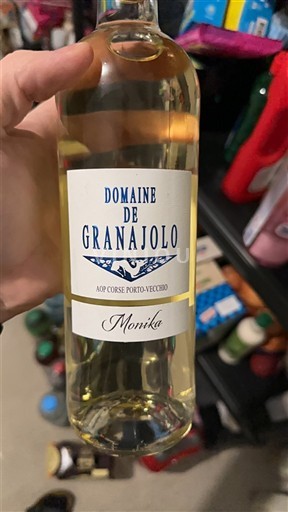 DOMAINE
DE
GRANAJOLO
AOP CORSE PORTO-VECCHIO
Monika